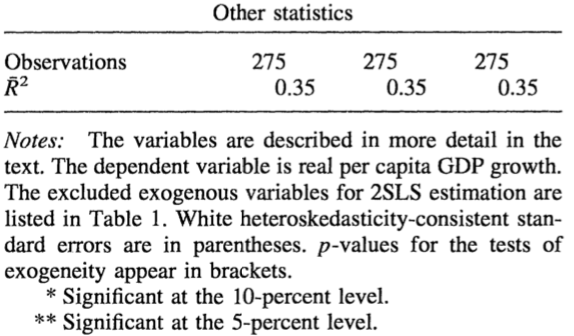 Other statistics
Observations 275 275 275
R̄² 0.35 0.35 0.35
Notes: The variables are described in more detail in the
text. The dependent variable is real per capita GDP growth.
The excluded exogenous variables for 2SLS estimation are
listed in Table 1. White heteroskedasticity-consistent stan-
dard errors are in parentheses. p-values for the tests of
exogeneity appear in brackets.
* Significant at the 10-percent level.
** Significant at the 5-percent level.